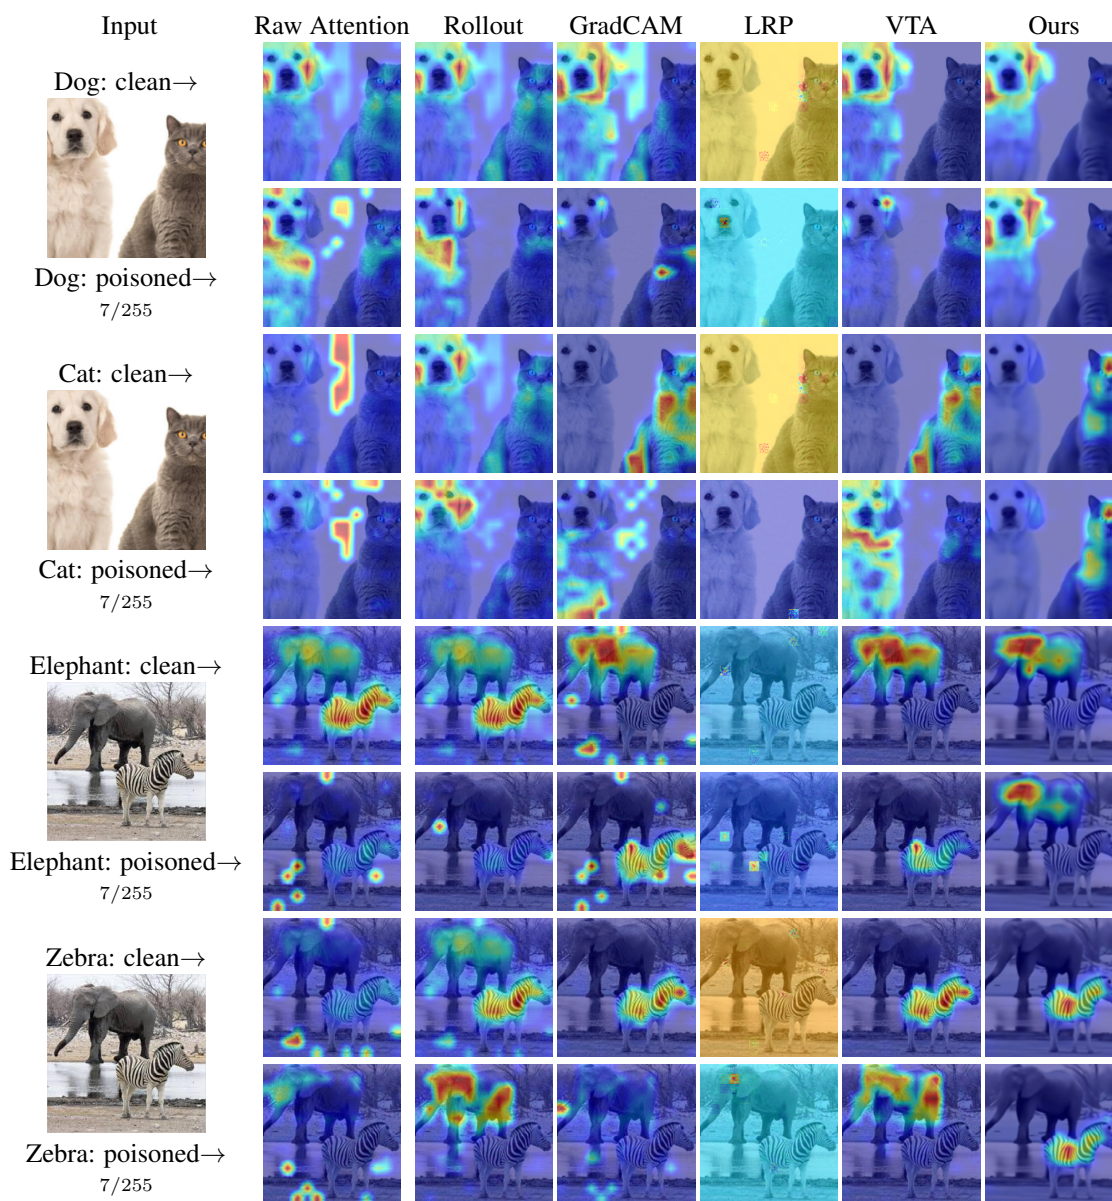 Input Raw Attention Rollout GradCAM LRP VTA Ours
Dog: clean→
Dog: poisoned→
7/255
Cat: clean→
Cat: poisoned→
7/255
Elephant: clean→
Elephant: poisoned→
7/255
Zebra: clean→
Zebra: poisoned→
7/255